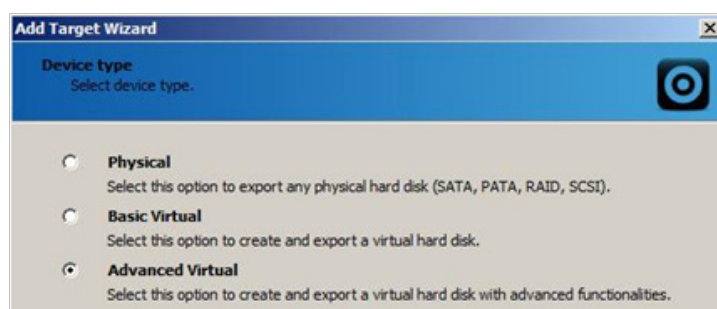 Add Target Wizard
Device type
Select device type.
Physical
Select this option to export any physical hard disk (SATA, PATA, RAID, SCSI).
Basic Virtual
Select this option to create and export a virtual hard disk.
Advanced Virtual
Select this option to create and export a virtual hard disk with advanced functionalities.